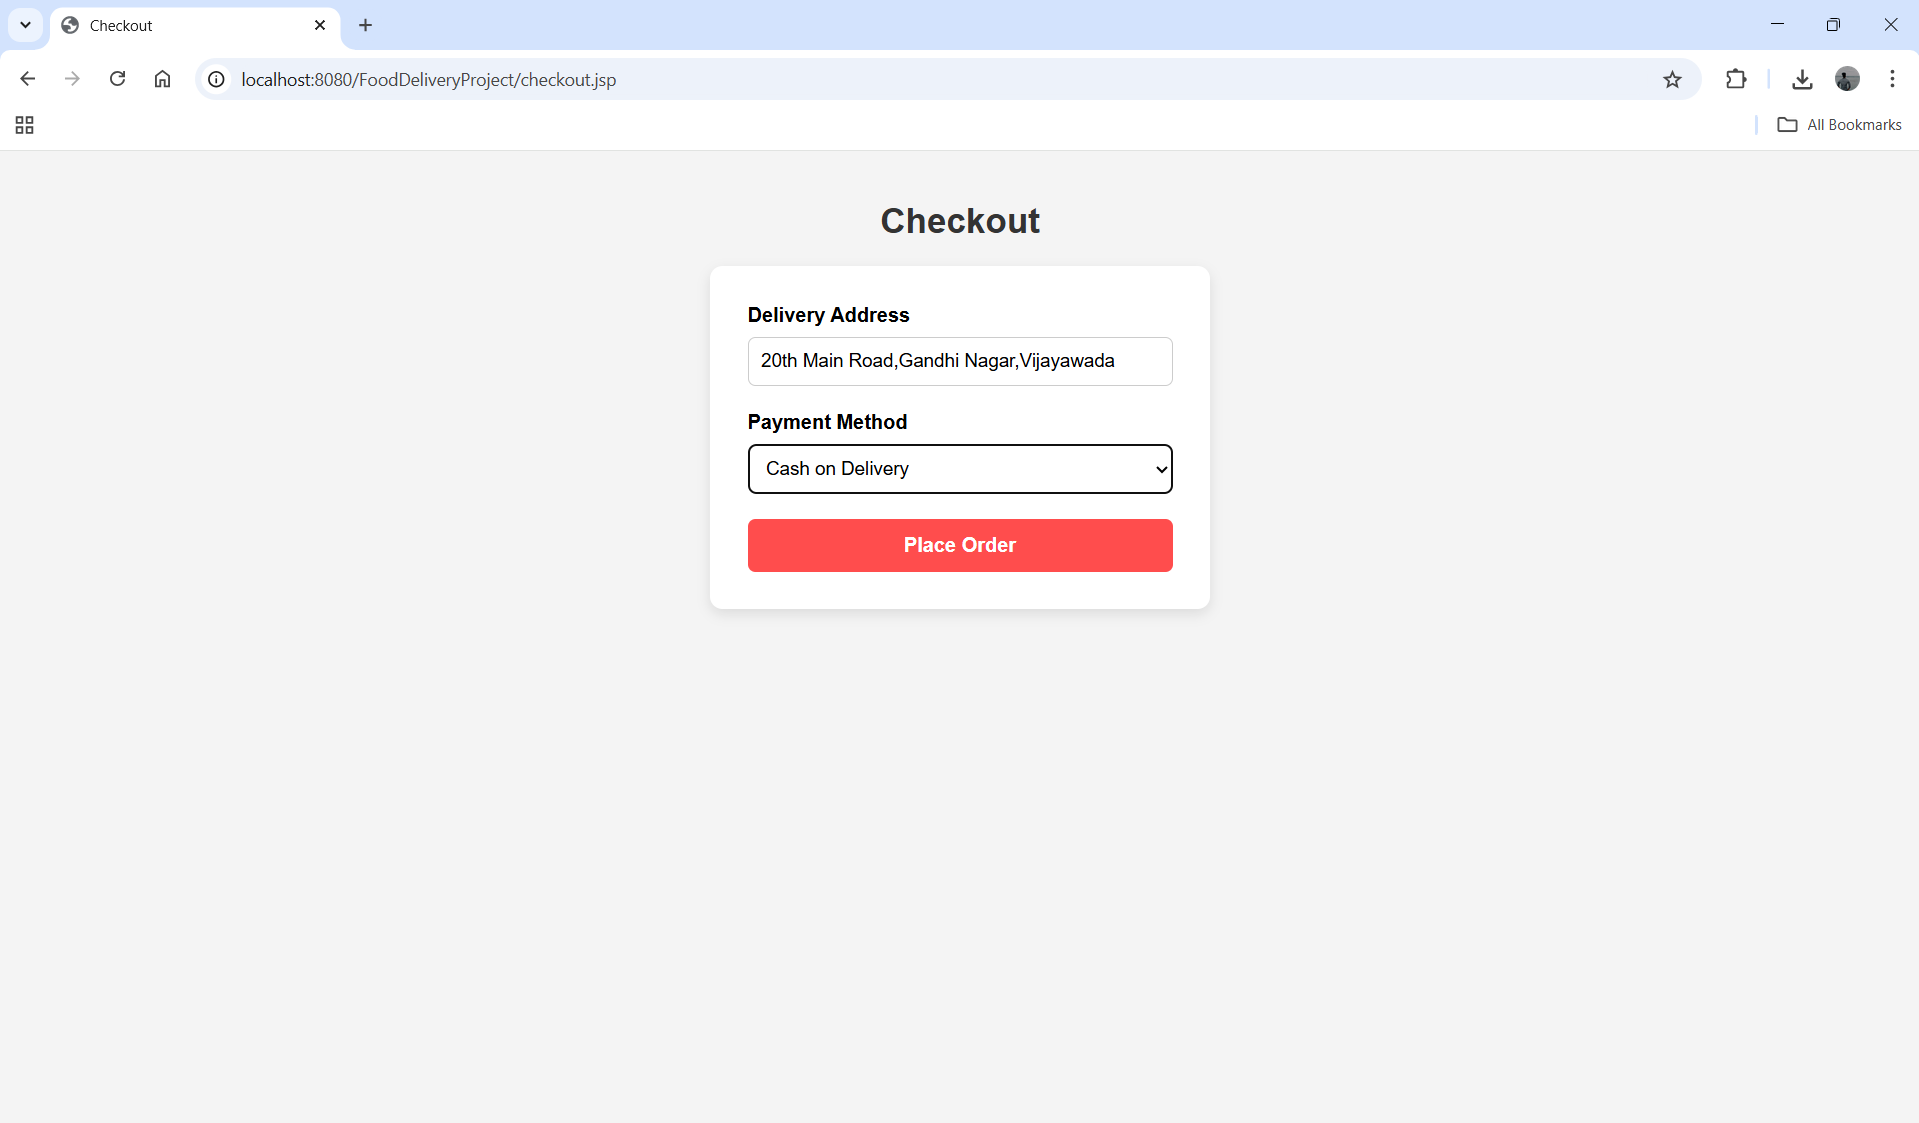 Checkout
localhost:8080/FoodDeliveryProject/checkout.jsp
All Bookmarks
Checkout
Delivery Address
20th Main Road,Gandhi Nagar,Vijayawada
Payment Method
Cash on Delivery
Place Order